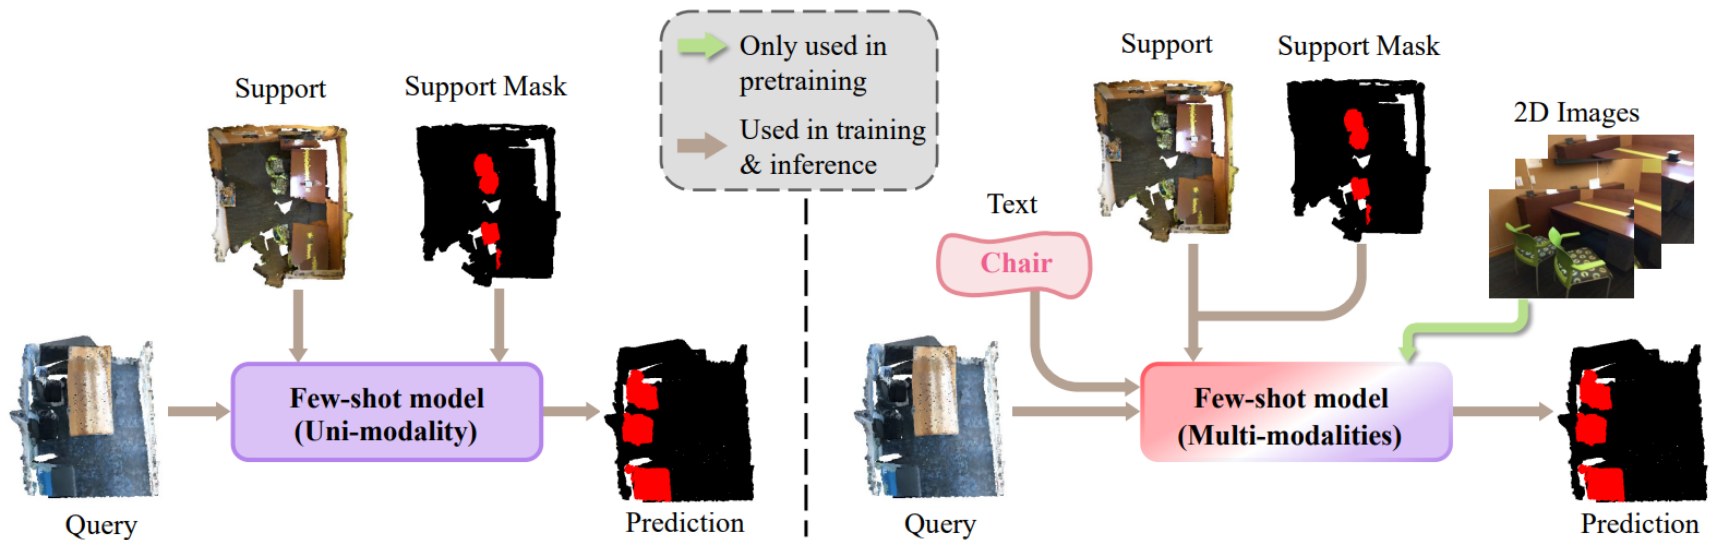 Support
Support Mask
Few-shot model
(Uni-modality)
Query
Prediction
Only used in
pretraining
Used in training
& inference
Support
Support Mask
2D Images
Text
Chair
Few-shot model
(Multi-modalities)
Query
Prediction